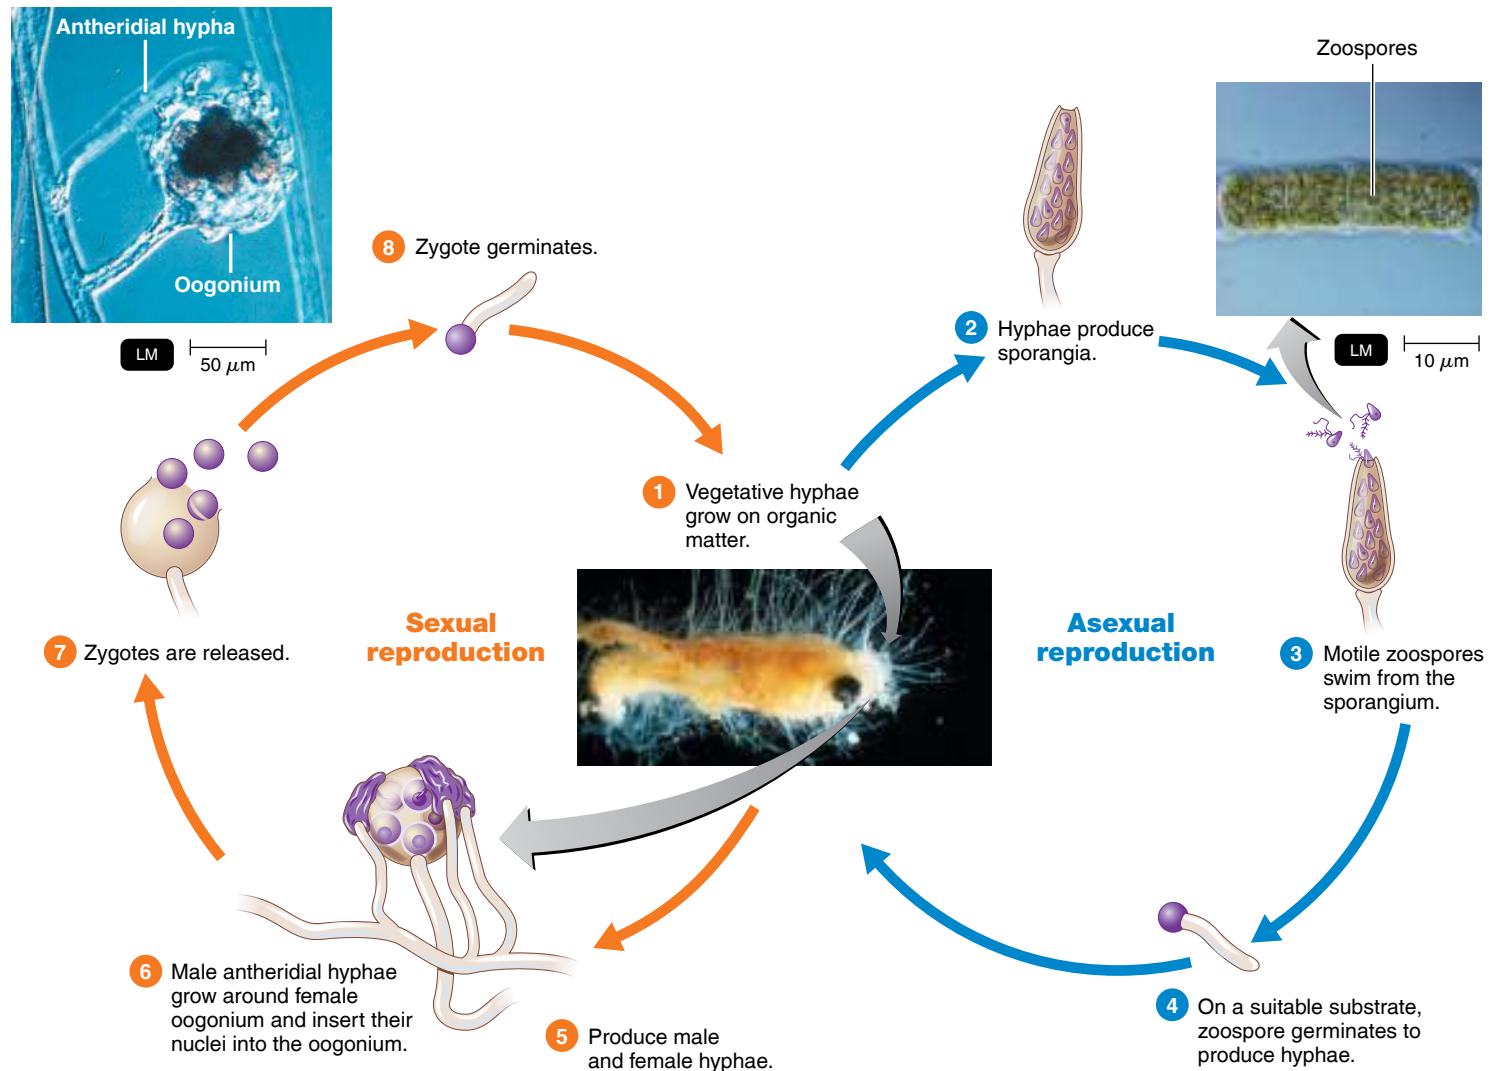 Antheridial hypha
Oogonium
LM
50 μm
Zoospores
LM
10 μm
8 Zygote germinates.
2 Hyphae produce
sporangia.
1 Vegetative hyphae
grow on organic
matter.
Sexual
reproduction
Asexual
reproduction
7 Zygotes are released.
3 Motile zoospores
swim from the
sporangium.
6 Male antheridial hyphae
grow around female
oogonium and insert their
nuclei into the oogonium.
5 Produce male
and female hyphae.
4 On a suitable substrate,
zoospore germinates to
produce hyphae.